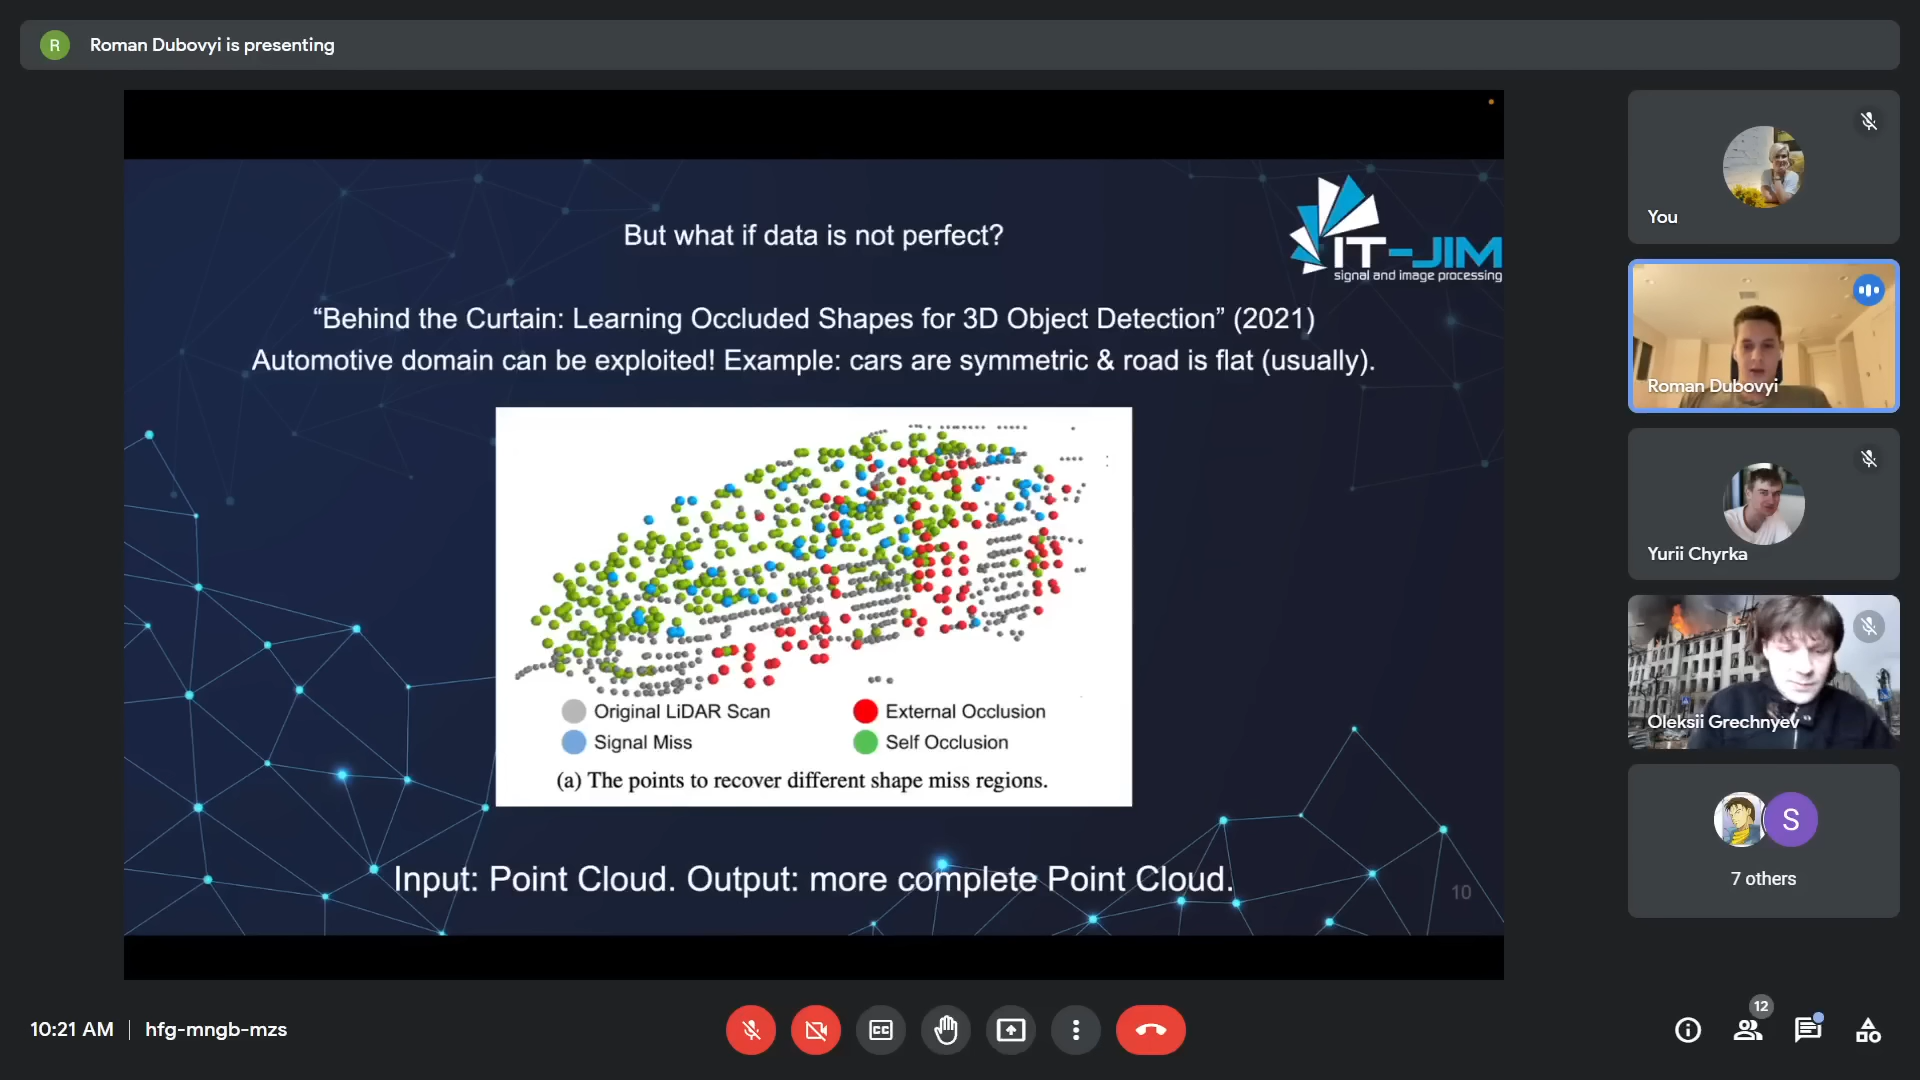 R
Roman Dubovyi is presenting
But what if data is not perfect?
IT-JIM
signal and image processing
“Behind the Curtain: Learning Occluded Shapes for 3D Object Detection” (2021)
Automotive domain can be exploited! Example: cars are symmetric & road is flat (usually).
Original LiDAR Scan
External Occlusion
Signal Miss
Self Occlusion
(a) The points to recover different shape miss regions.
Input: Point Cloud. Output: more complete Point Cloud.
10
You
Roman Dubovyi
Yurii Chyrka
Oleksii Grechnyev
S
7 others
10:21 AM | hfg-mngb-mzs
CC
12